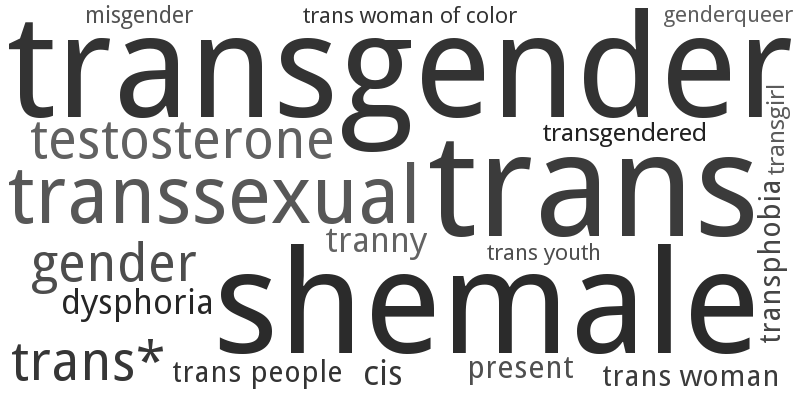 misgender
trans woman of color
genderqueer
transgender
transgirl
testosterone
transgendered
trans
transsexual
transphobia
tranny
trans youth
gender
shemale
dysphoria
trans*
trans people
cis
present
trans woman